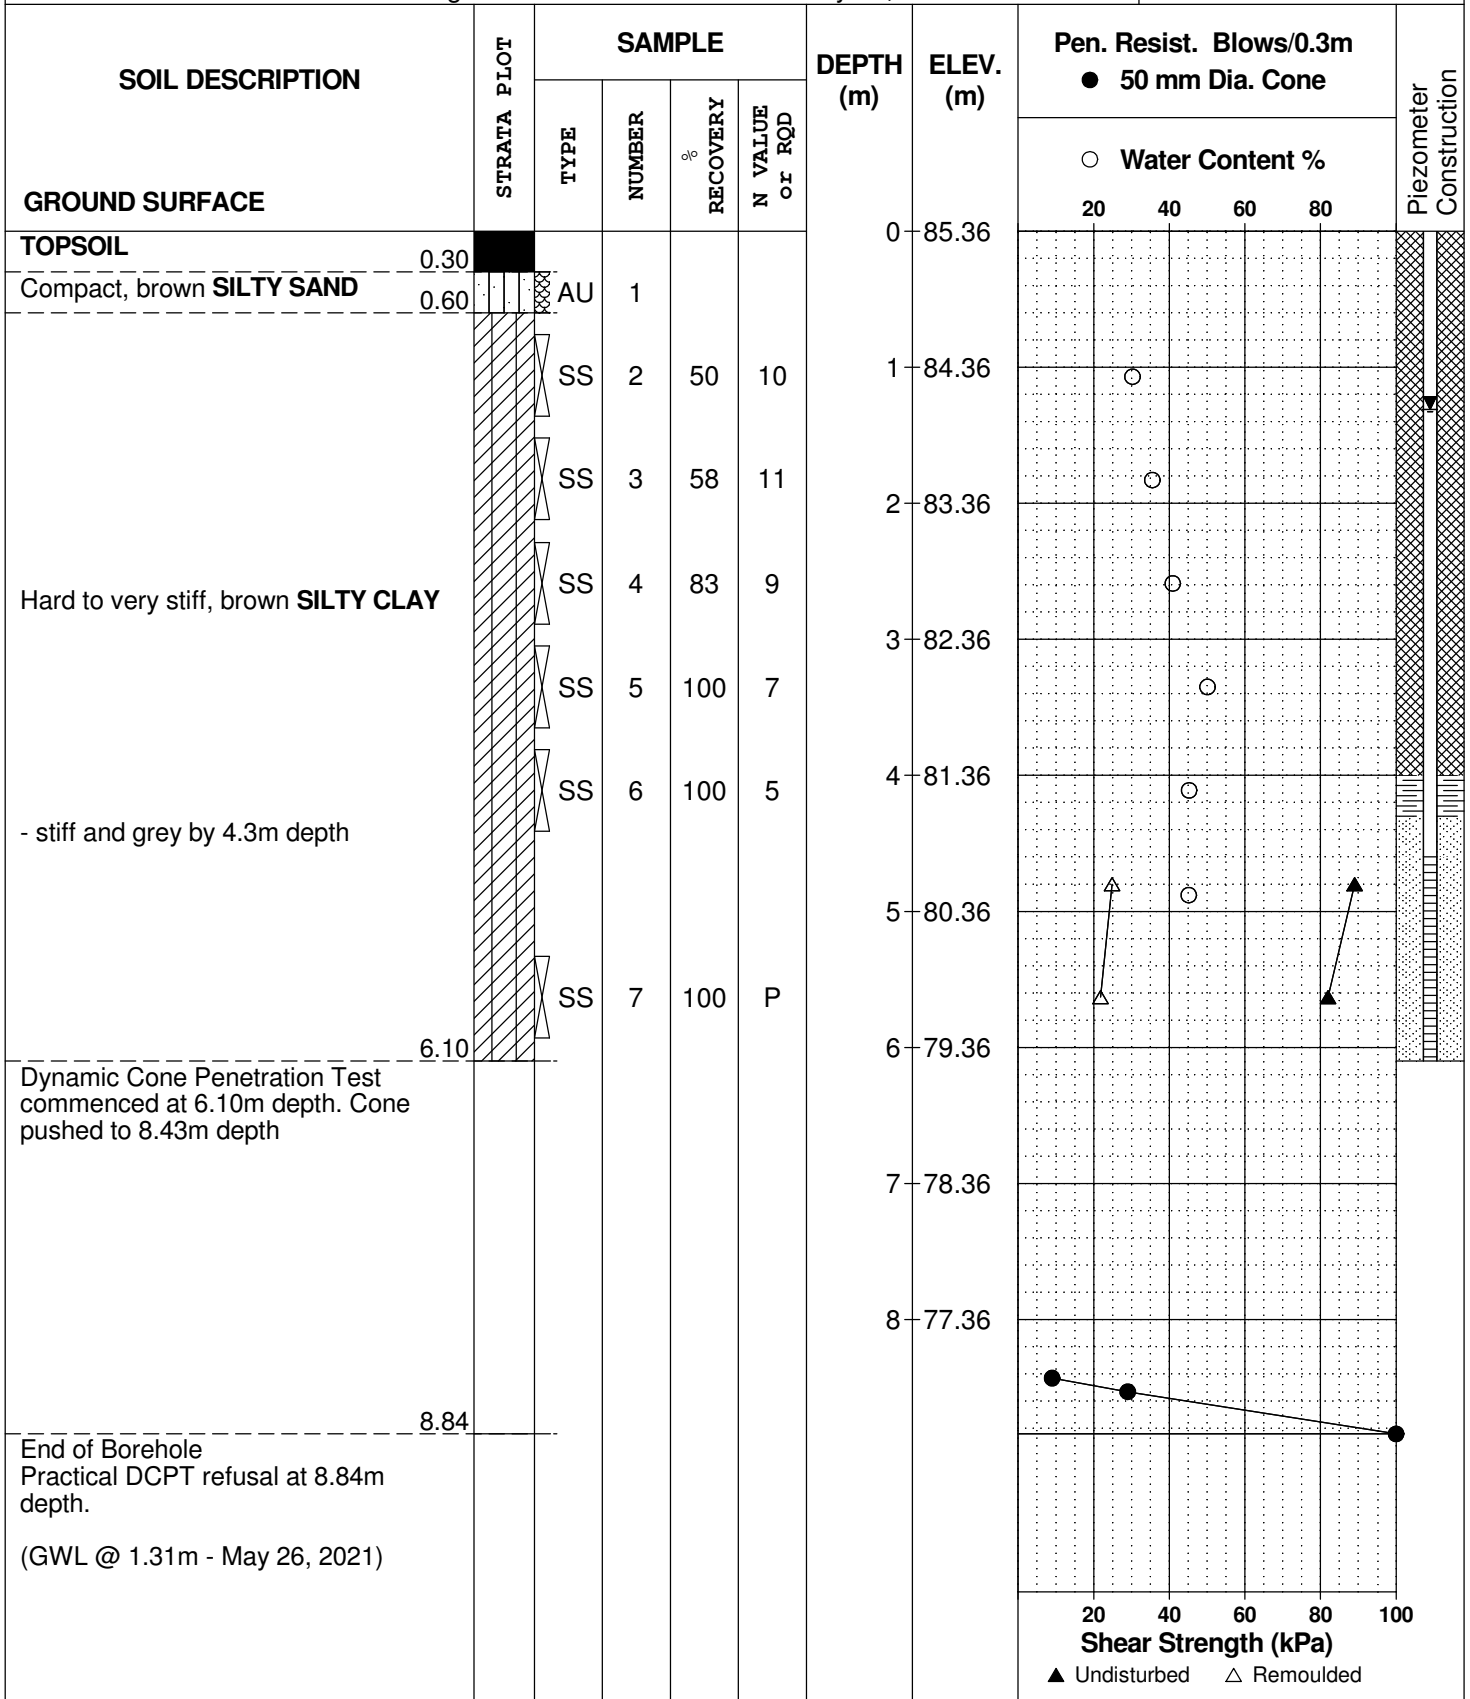 SOIL DESCRIPTION
GROUND SURFACE
STRATA PLOT
SAMPLE
TYPE
NUMBER
% RECOVERY
N VALUE or RQD
DEPTH (m)
ELEV. (m)
Pen. Resist. Blows/0.3m
● 50 mm Dia. Cone
○ Water Content %
20 40 60 80
Piezometer Construction
0 85.36
TOPSOIL
0.30
Compact, brown SILTY SAND
0.60
AU 1
SS 2 50 10
1 84.36
SS 3 58 11
2 83.36
SS 4 83 9
Hard to very stiff, brown SILTY CLAY
3 82.36
SS 5 100 7
4 81.36
SS 6 100 5
- stiff and grey by 4.3m depth
5 80.36
SS 7 100 P
6 79.36
6.10
Dynamic Cone Penetration Test
commenced at 6.10m depth. Cone
pushed to 8.43m depth
7 78.36
8 77.36
8.84
End of Borehole
Practical DCPT refusal at 8.84m
depth.
(GWL @ 1.31m - May 26, 2021)
20 40 60 80 100
Shear Strength (kPa)
▲ Undisturbed △ Remoulded